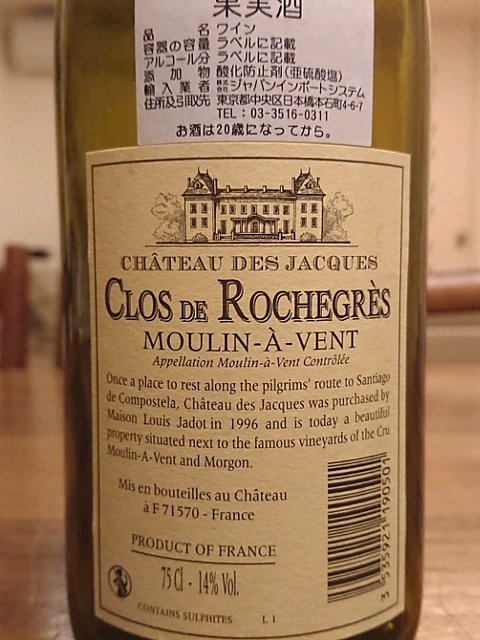 果実酒
品名 ワイン
容器の容量 ラベルに記載
アルコール分 ラベルに記載
添加物 酸化防止剤(亜硫酸塩)
輸入業者 株式会社ジャパンインポートシステム
住所及引取先 東京都中央区日本橋本石町4-6-7
TEL:03-3516-0311
お酒は20歳になってから。
CHÂTEAU DES JACQUES
CLOS DE ROCHEGRÈS
MOULIN-À-VENT
Appellation Moulin-à-Vent Contrôlée
Once a place to rest along the pilgrims' route to Santiago
de Compostela, Château des Jacques was purchased by
Maison Louis Jadot in 1996 and is today a beautiful
property situated next to the famous vineyards of the Cru
Moulin-A-Vent and Morgon.
Mis en bouteilles au Château
à F 71570 - France
PRODUCT OF FRANCE
75 Cl - 14% Vol.
CONTAINS SULPHITES L 1
3 535921 190501